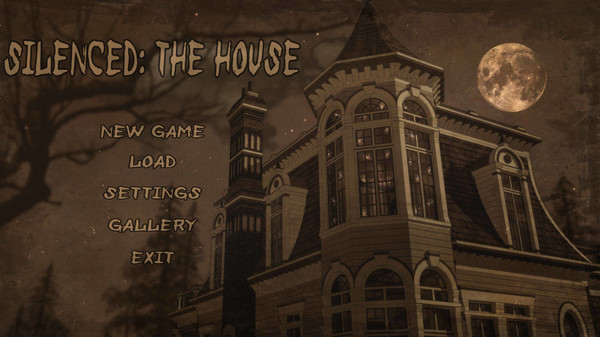 SILENCED: THE HOUSE
NEW GAME
LOAD
SETTINGS
GALLERY
EXIT